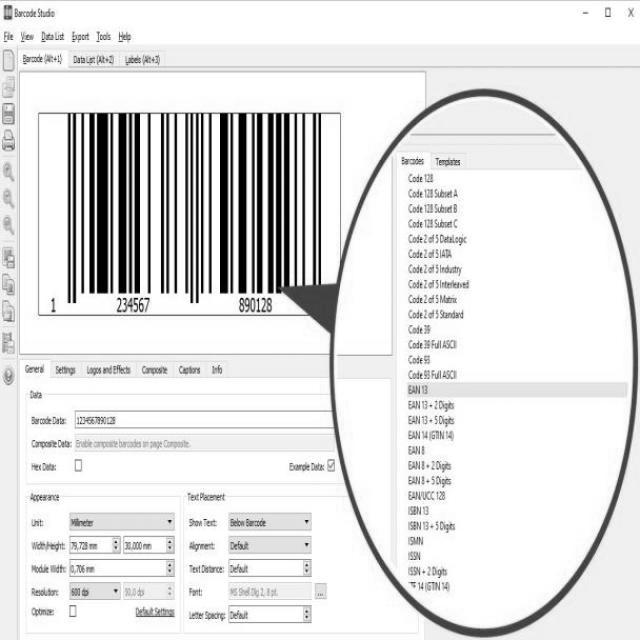 Barcode Studio
File View Data List Export Tools Help
Barcode (Alt+1) Data List (Alt+2) Labels (Alt+3)
1 234567 890128
Barcodes Templates
Code 128
Code 128 Subset A
Code 128 Subset B
Code 128 Subset C
Code 2 of 5 DataLogic
Code 2 of 5 IATA
Code 2 of 5 Industry
Code 2 of 5 Interleaved
Code 2 of 5 Matrix
Code 2 of 5 Standard
Code 39
Code 39 Full ASCII
Code 93
Code 93 Full ASCII
EAN 13
EAN 13 + 2 Digits
EAN 13 + 5 Digits
EAN 14 (GTIN 14)
EAN 8
EAN 8 + 2 Digits
EAN 8 + 5 Digits
EAN/UCC 128
ISBN 13
ISBN 13 + 5 Digits
ISMN
ISSN
ISSN + 2 Digits
14 (GTIN 14)
General Settings Logos and Effects Composite Captions Info
Data
Barcode Data: 1234567890128
Composite Data: Enable composite barcodes on page Composite.
Hex Data: Example Data:
Appearance
Unit: Millimeter
Width/Height: 79,728 mm 30,000 mm
Module Width: 0,706 mm
Resolution: 600 dpi 50,0 dpi
Optimize: Default Settings
Text Placement
Show Text: Below Barcode
Alignment: Default
Text Distance: Default
Font: MS Shell Dlg 2, 8 pt. ...
Letter Spacing: Default